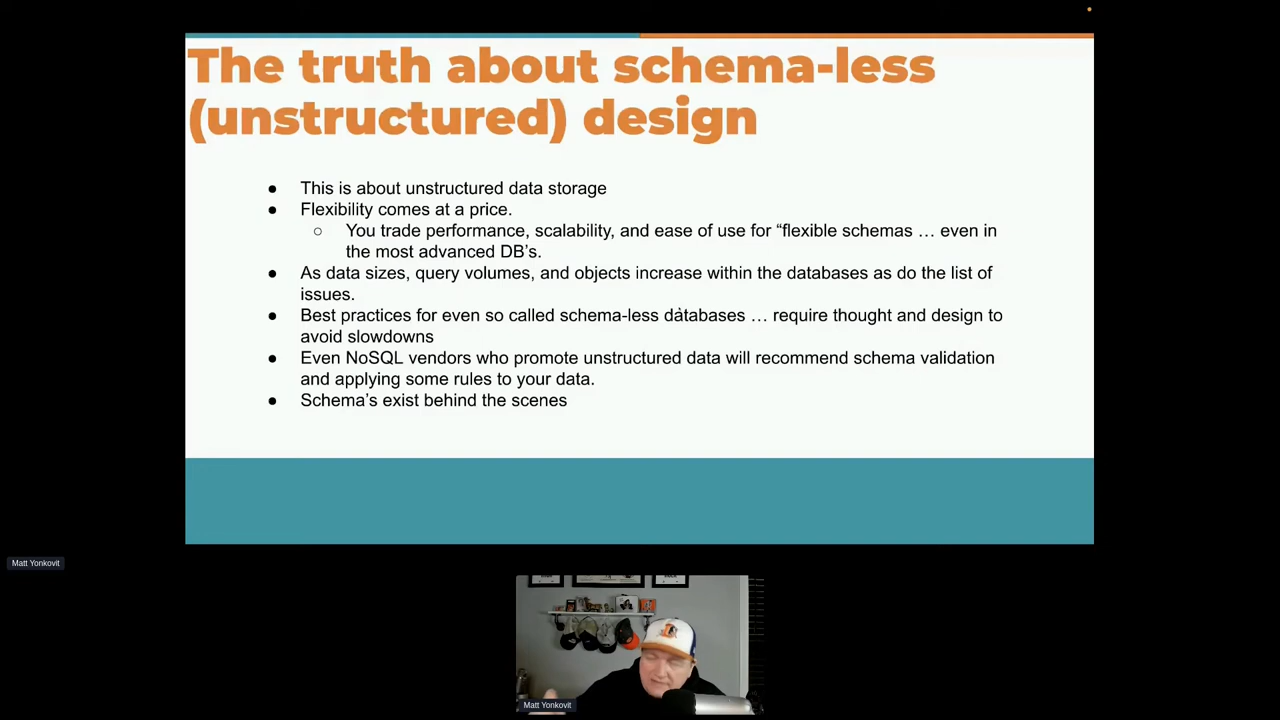 The truth about schema-less
(unstructured) design
● This is about unstructured data storage
● Flexibility comes at a price.
○ You trade performance, scalability, and ease of use for “flexible schemas … even in
the most advanced DB’s.
● As data sizes, query volumes, and objects increase within the databases as do the list of
issues.
● Best practices for even so called schema-less databases … require thought and design to
avoid slowdowns
● Even NoSQL vendors who promote unstructured data will recommend schema validation
and applying some rules to your data.
● Schema’s exist behind the scenes
Matt Yonkovit
Matt Yonkovit